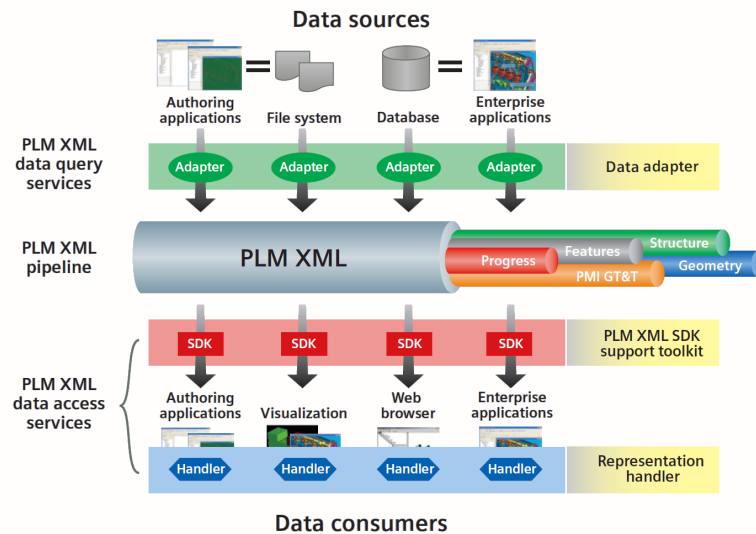 Data sources
=
=
Authoring
applications
File system
Database
Enterprise
applications
PLM XML
data query
services
Adapter
Adapter
Adapter
Adapter
Data adapter
PLM XML
pipeline
PLM XML
Structure
Features
Progress
Geometry
PMI GT&T
SDK
SDK
SDK
SDK
PLM XML SDK
support toolkit
PLM XML
data access
services
Authoring
applications
Visualization
Web
browser
Enterprise
applications
Handler
Handler
Handler
Handler
Representation
handler
Data consumers